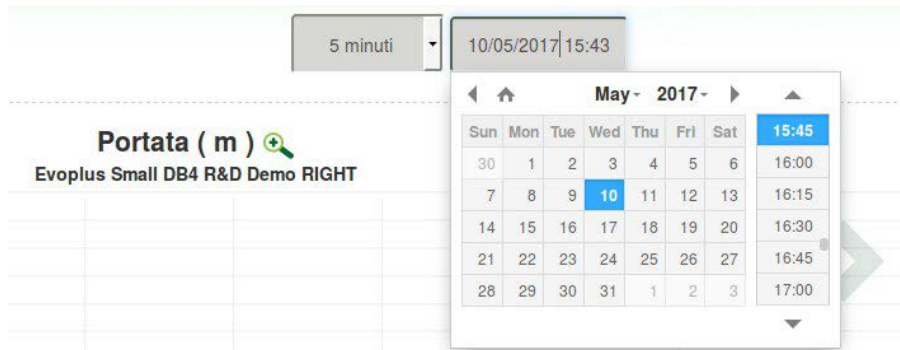 5 minuti 10/05/2017 15:43
May 2017
Sun Mon Tue Wed Thu Fri Sat
30 1 2 3 4 5 6
7 8 9 10 11 12 13
14 15 16 17 18 19 20
21 22 23 24 25 26 27
28 29 30 31 1 2 3
15:45
16:00
16:15
16:30
16:45
17:00
Portata ( m )
Evoplus Small DB4 R&D Demo RIGHT